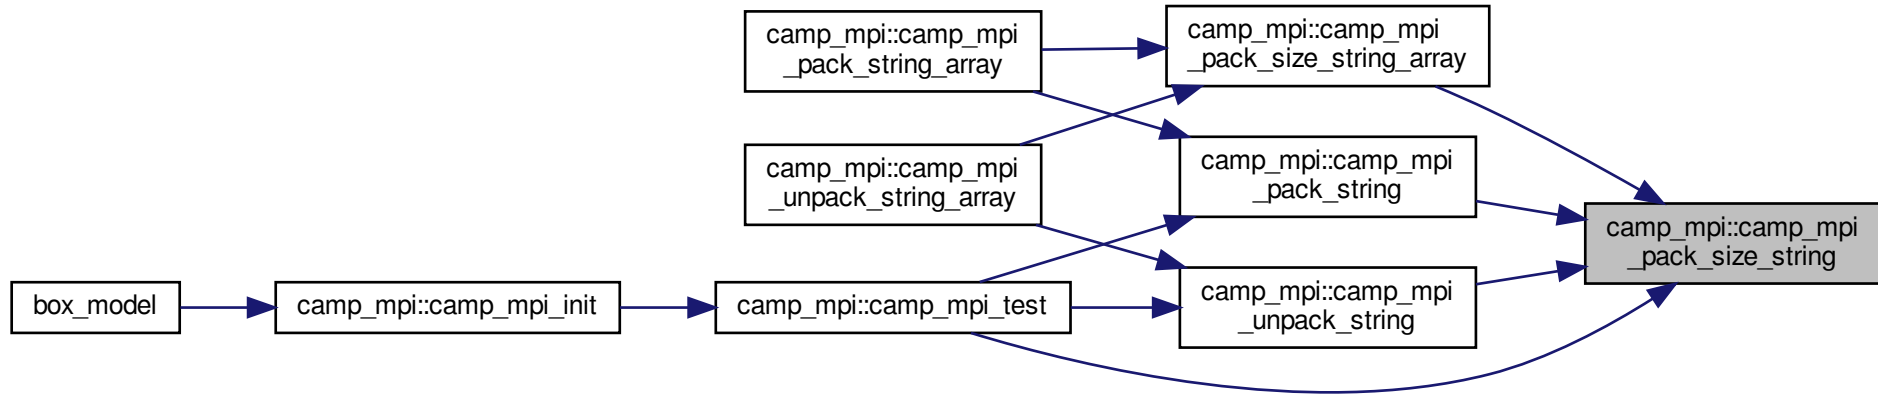 camp_mpi::camp_mpi
_pack_string_array
camp_mpi::camp_mpi
_pack_size_string_array
camp_mpi::camp_mpi
_unpack_string_array
camp_mpi::camp_mpi
_pack_string
camp_mpi::camp_mpi
_pack_size_string
box_model
camp_mpi::camp_mpi_init
camp_mpi::camp_mpi_test
camp_mpi::camp_mpi
_unpack_string